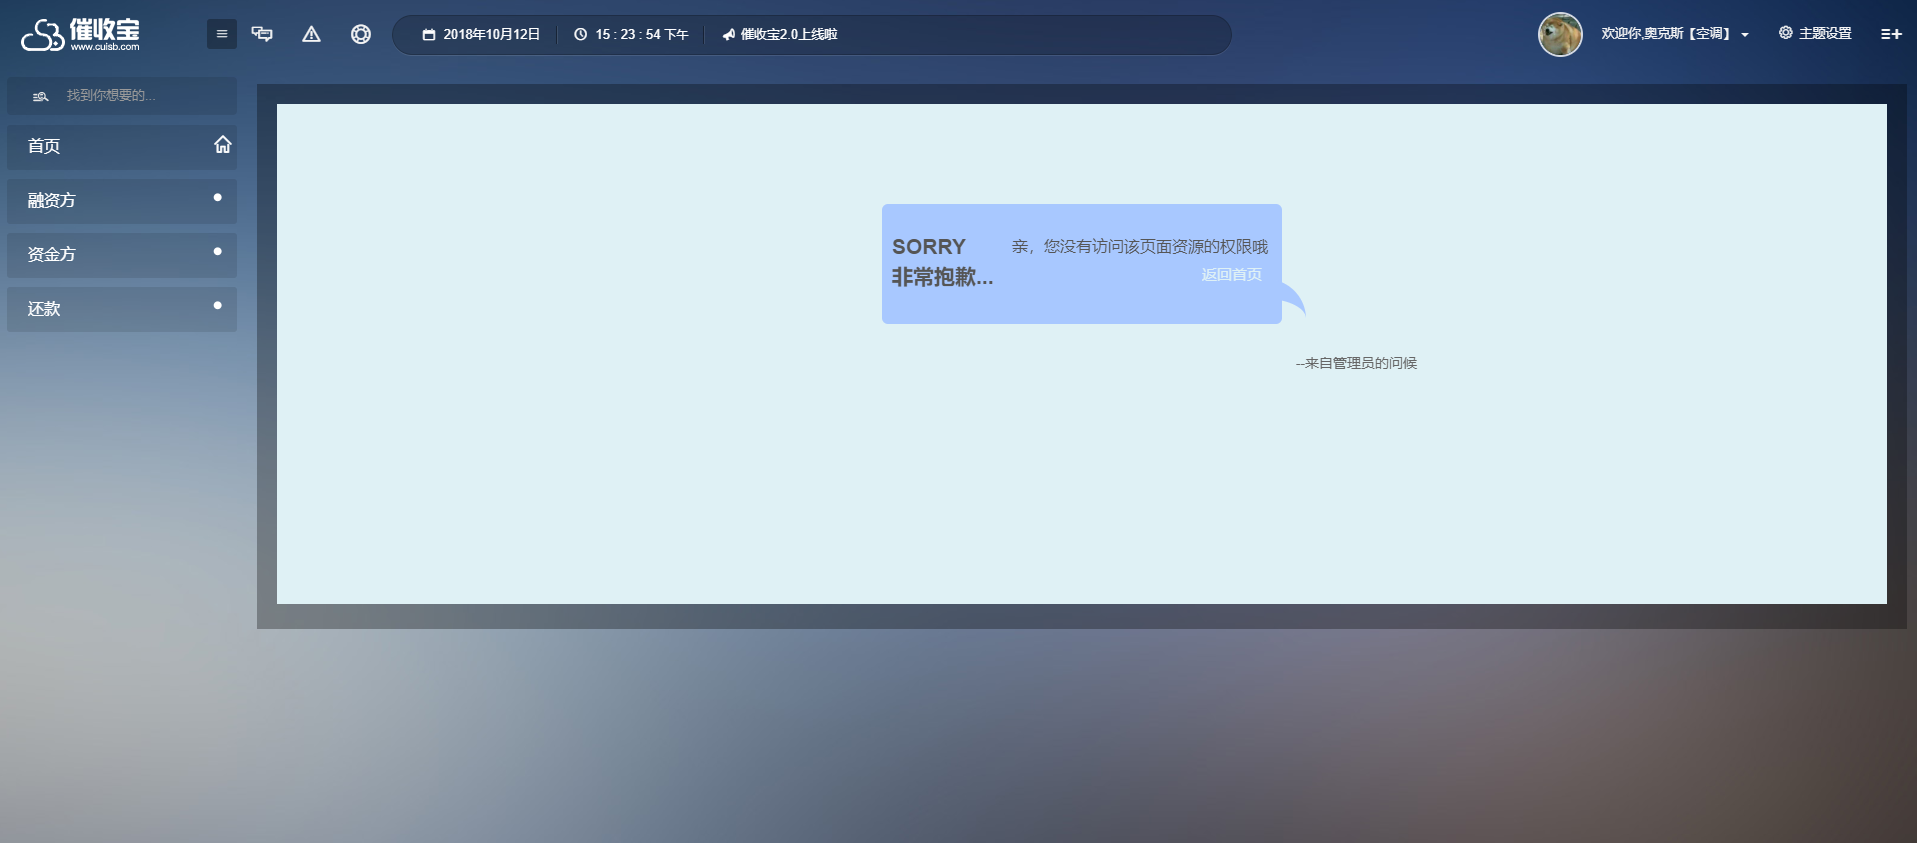 催收宝
www.cuisb.com
2018年10月12日
15 : 23 : 54 下午
催收宝2.0上线啦
欢迎你,奥克斯【空调】
主题设置
找到你想要的...
首页
融资方
资金方
还款
SORRY
亲，您没有访问该页面资源的权限哦
非常抱歉...
返回首页
--来自管理员的问候